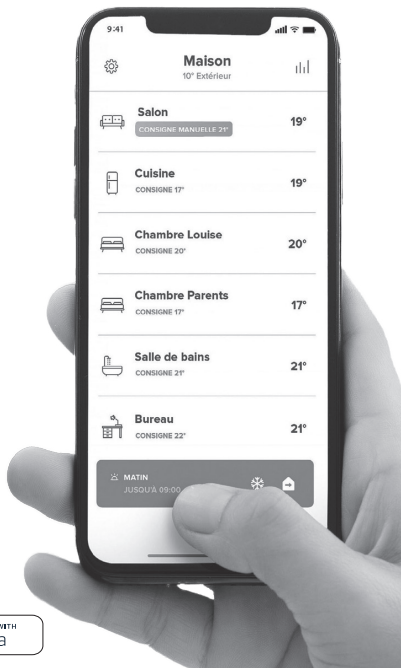 9:41
Maison
10° Extérieur
Salon
CONSIGNE MANUELLE 21°
19°
Cuisine
CONSIGNE 17°
19°
Chambre Louise
CONSIGNE 20°
20°
Chambre Parents
CONSIGNE 17°
17°
Salle de bains
CONSIGNE 21°
21°
Bureau
CONSIGNE 22°
21°
MATIN
JUSQU'À 09:00
WITH
a